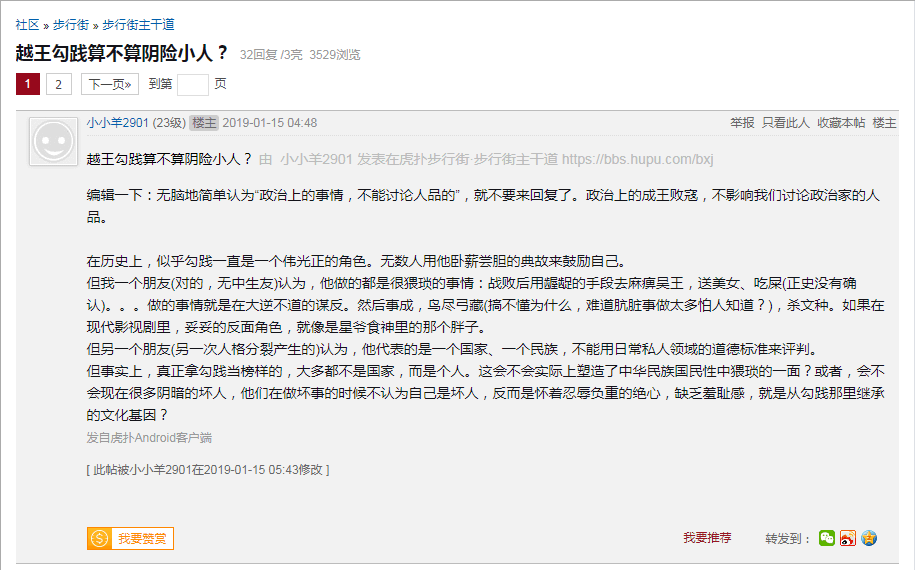 社区 » 步行街 » 步行街主干道
越王勾践算不算阴险小人？ 32回复 /3亮 3529浏览
1 2 下一页» 到第 页
小小羊2901 (23级) 楼主 2019-01-15 04:48 举报 只看此人 收藏本帖 楼主
越王勾践算不算阴险小人？ 由 小小羊2901 发表在虎扑步行街·步行街主干道 https://bbs.hupu.com/bxj
编辑一下：无脑地简单认为“政治上的事情，不能讨论人品的”，就不要来回复了。政治上的成王败寇，不影响我们讨论政治家的人
品。
在历史上，似乎勾践一直是一个伟光正的角色。无数人用他卧薪尝胆的典故来鼓励自己。
但我一个朋友(对的，无中生友)认为，他做的都是很猥琐的事情：战败后用龌龊的手段去麻痹吴王，送美女、吃屎(正史没有确
认)。。。做的事情就是在大逆不道的谋反。然后事成，鸟尽弓藏(搞不懂为什么，难道肮脏事做太多怕人知道？)，杀文种。如果在
现代影视剧里，妥妥的反面角色，就像是星爷食神里的那个胖子。
但另一个朋友(另一次人格分裂产生的)认为，他代表的是一个国家、一个民族，不能用日常私人领域的道德标准来评判。
但事实上，真正拿勾践当榜样的，大多都不是国家，而是个人。这会不会实际上塑造了中华民族国民性中猥琐的一面？或者，会不
会现在很多阴暗的坏人，他们在做坏事的时候不认为自己是坏人，反而是怀着忍辱负重的绝心，缺乏羞耻感，就是从勾践那里继承
的文化基因？
发自虎扑Android客户端
[ 此帖被小小羊2901在2019-01-15 05:43修改 ]
我要赞赏 我要推荐 转发到：